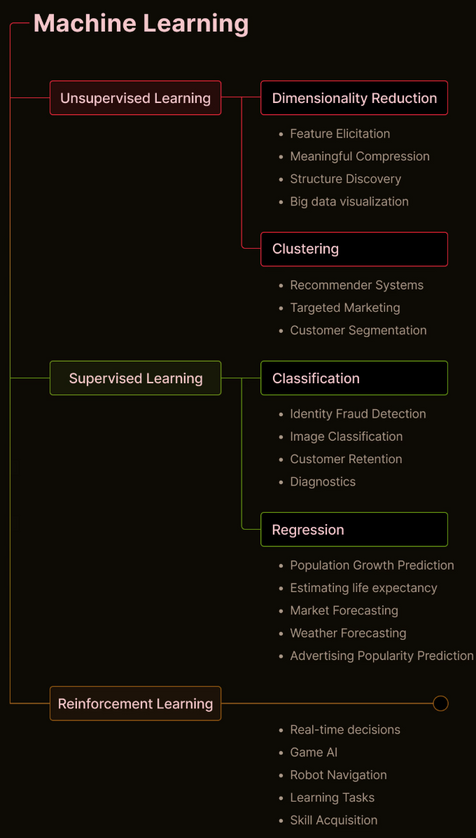 Machine Learning
Unsupervised Learning
Dimensionality Reduction
Feature Elicitation
Meaningful Compression
Structure Discovery
Big data visualization
Clustering
Recommender Systems
Targeted Marketing
Customer Segmentation
Supervised Learning
Classification
Identity Fraud Detection
Image Classification
Customer Retention
Diagnostics
Regression
Population Growth Prediction
Estimating life expectancy
Market Forecasting
Weather Forecasting
Advertising Popularity Prediction
Reinforcement Learning
Real-time decisions
Game AI
Robot Navigation
Learning Tasks
Skill Acquisition